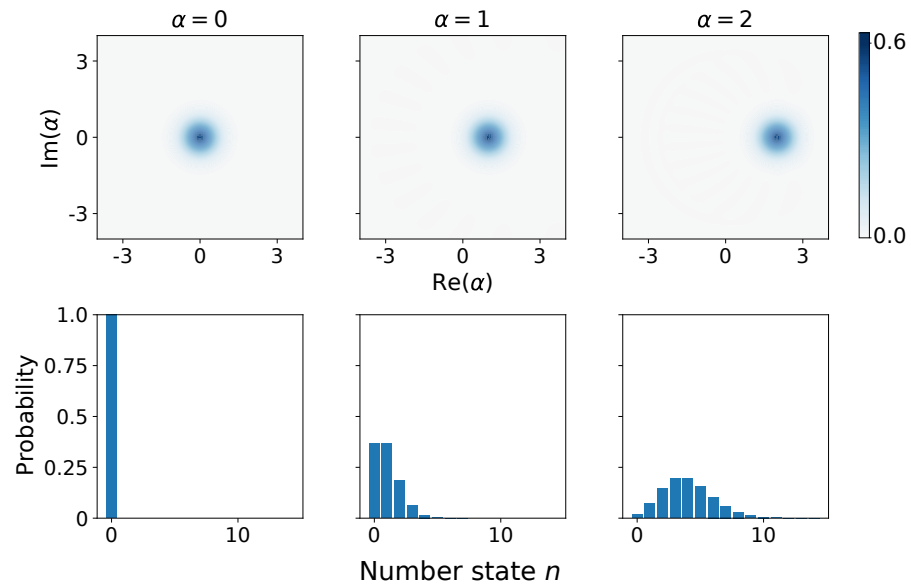 α = 0
α = 1
α = 2
Im(α)
3
0
-3
-3 0 3
-3 0 3
-3 0 3
Re(α)
0.6
0.0
Probability
1.0
0.75
0.5
0.25
0
0 10
0 10
0 10
Number state n